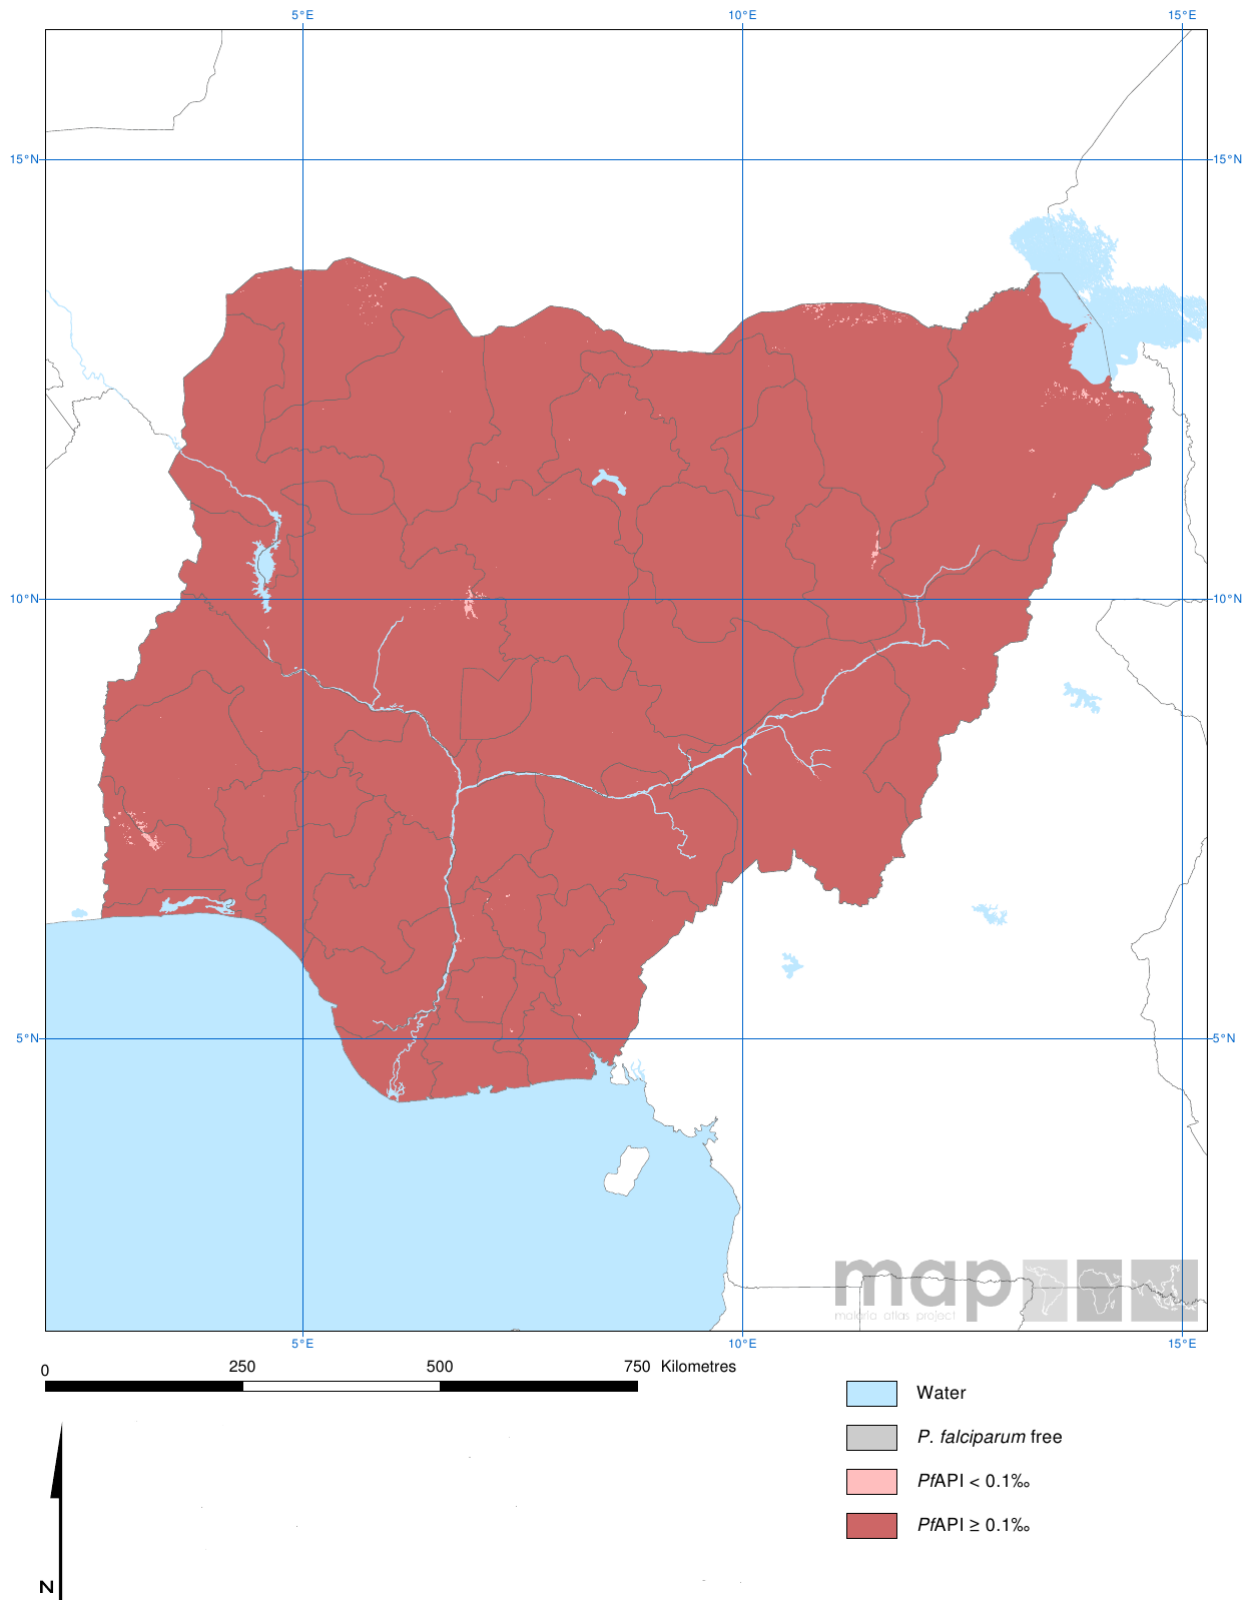 5°E 10°E 15°E
15°N 15°N
10°N 10°N
5°N 5°N
map
malaria atlas project
5°E 10°E 15°E
0 250 500 750 Kilometres
Water
P. falciparum free
PfAPI < 0.1‰
PfAPI ≥ 0.1‰
N